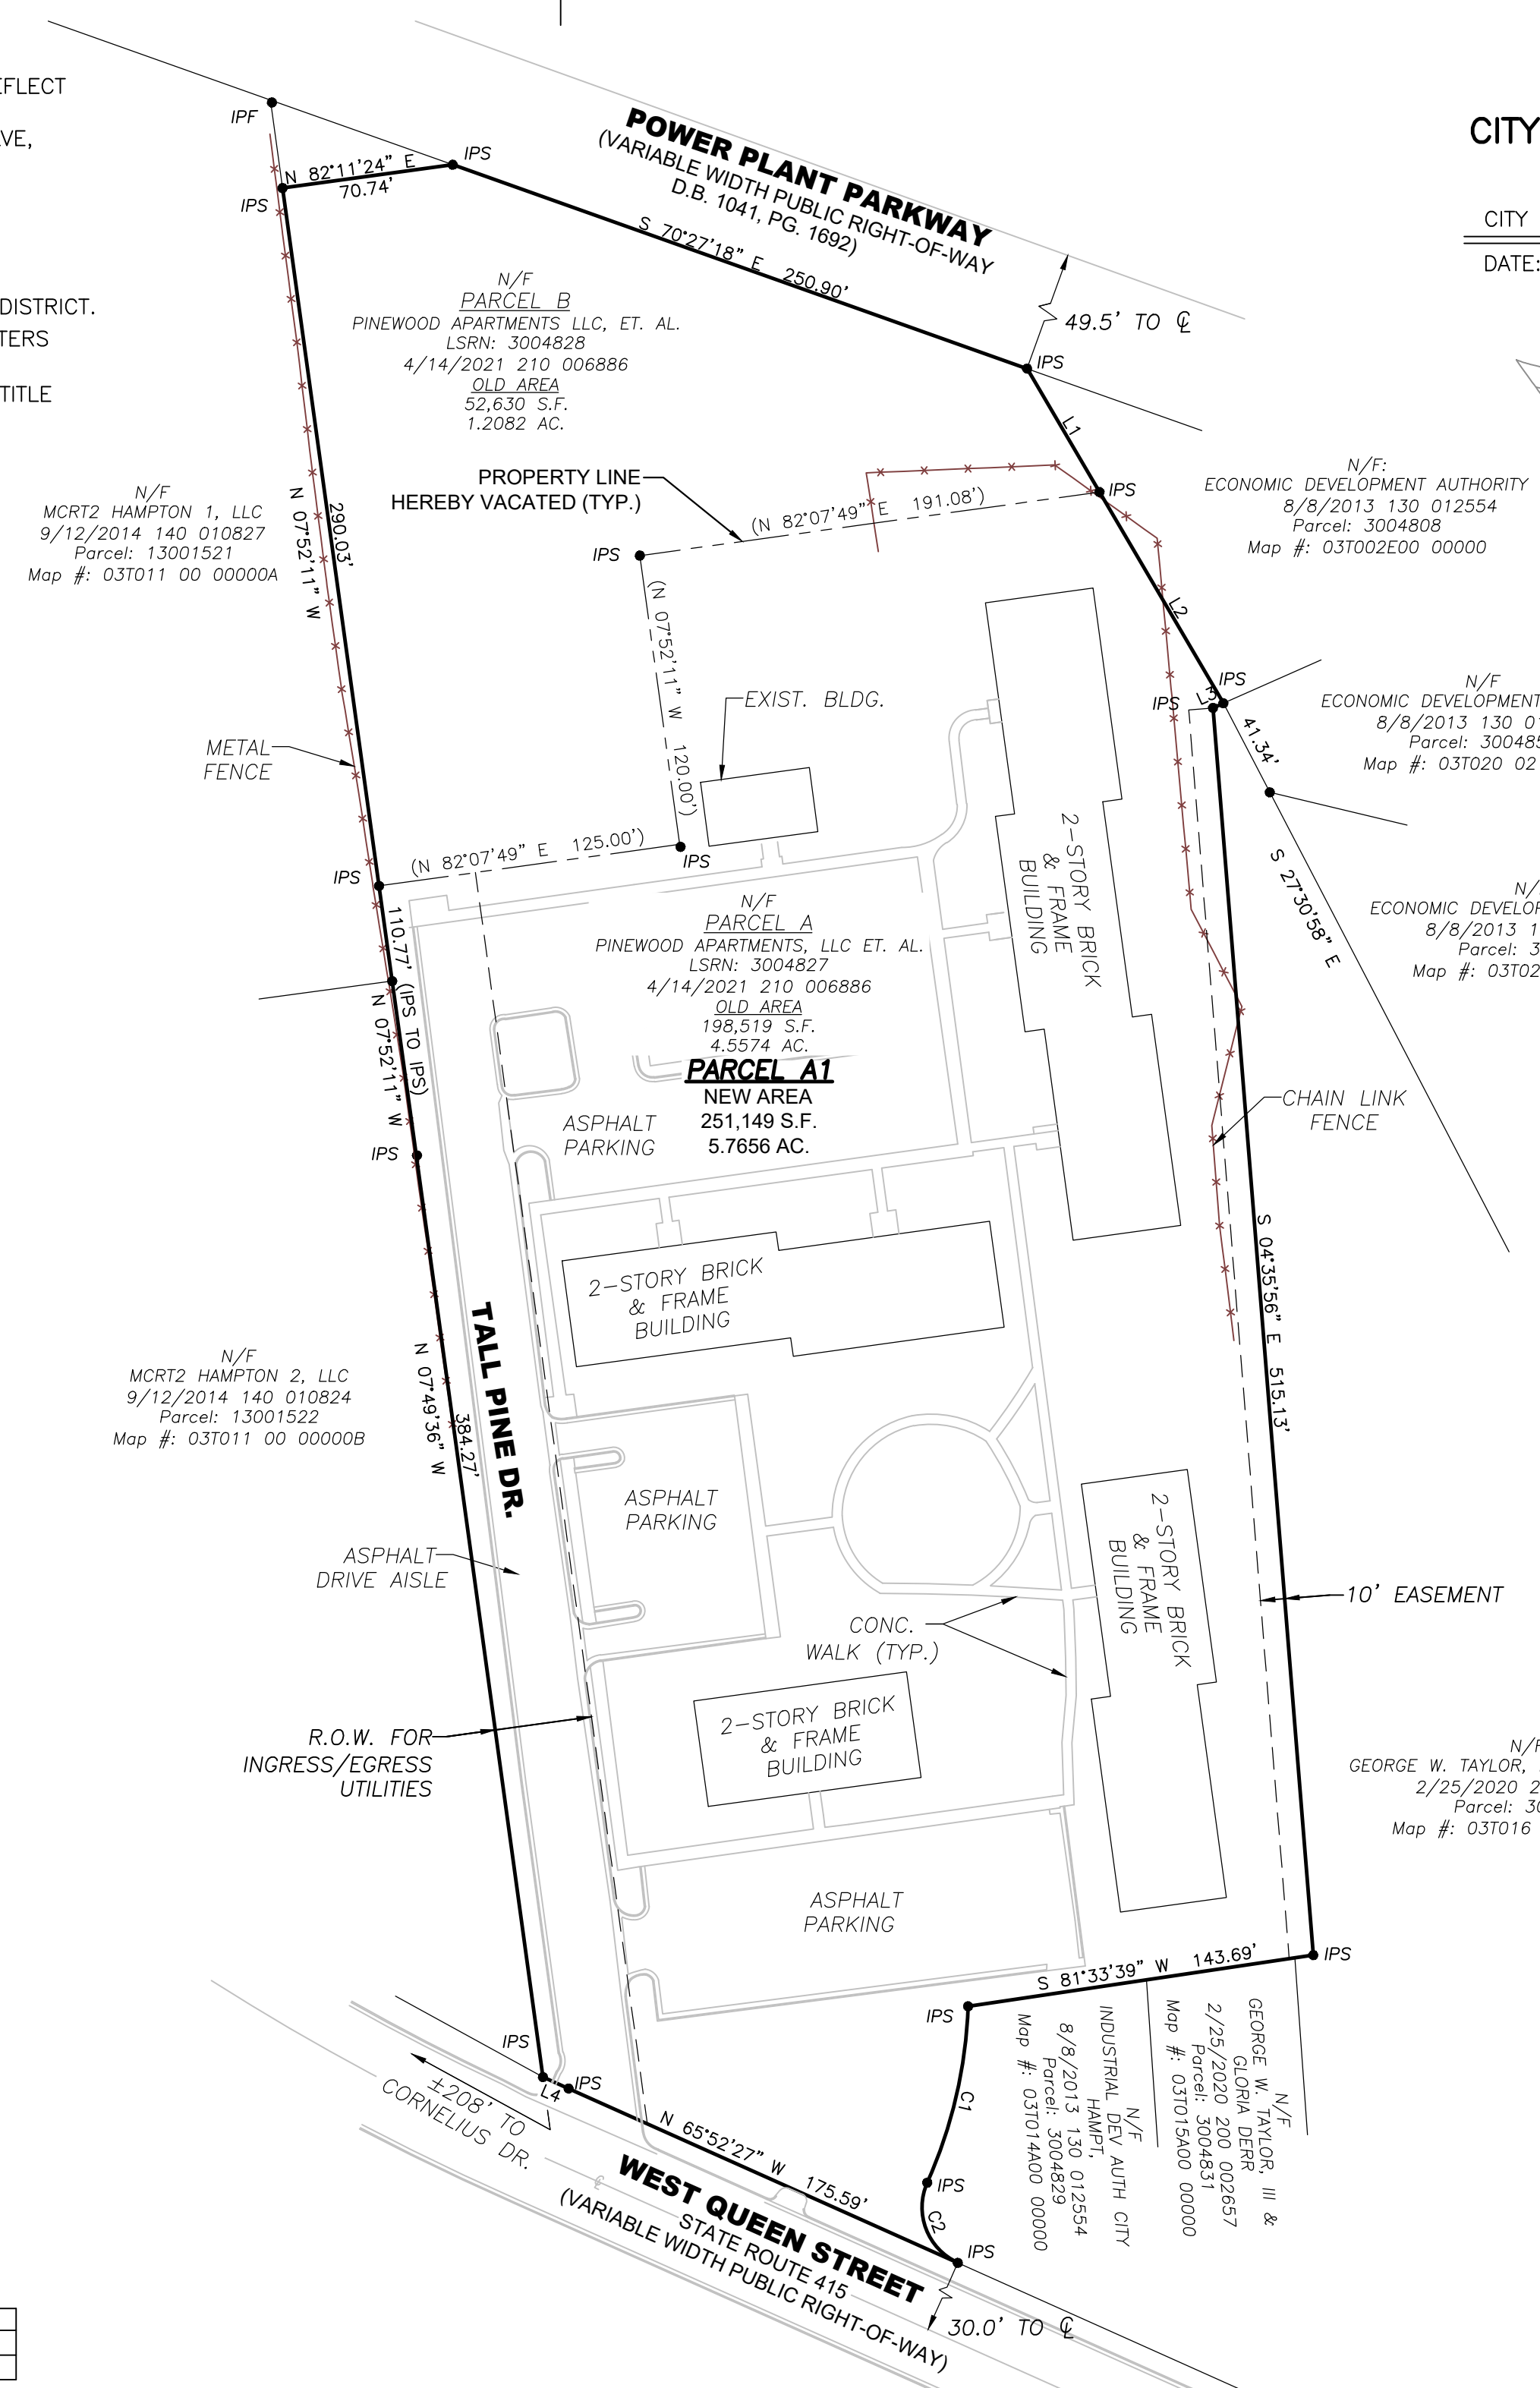 EFLECT
VE,
DISTRICT.
TERS
TITLE
CITY
CITY
DATE:
IPF
IPS
N 82°11'24" E
70.74'
IPS
POWER PLANT PARKWAY
(VARIABLE WIDTH PUBLIC RIGHT-OF-WAY
D.B. 1041, PG. 1692)
S 70°27'18" E 250.90'
49.5' TO ℄
IPS
N/F
PARCEL B
PINEWOOD APARTMENTS LLC, ET. AL.
LSRN: 3004828
4/14/2021 210 006886
OLD AREA
52,630 S.F.
1.2082 AC.
L1
PROPERTY LINE
HEREBY VACATED (TYP.)
(N 82°07'49" E 191.08')
IPS
IPS
N/F:
ECONOMIC DEVELOPMENT AUTHORITY
8/8/2013 130 012554
Parcel: 3004808
Map #: 03T002E00 00000
N/F
MCRT2 HAMPTON 1, LLC
9/12/2014 140 010827
Parcel: 13001521
Map #: 03T011 00 00000A
290.03'
N 07°52'11" W
(N 07°52'11" W 120.00')
L2
IPS
IPS
L3
41.34'
S 27°30'58" E
N/F
ECONOMIC DEVELOPMENT
8/8/2013 130 01
Parcel: 300485
Map #: 03T020 02
EXIST. BLDG.
METAL
FENCE
(N 82°07'49" E 125.00')
IPS
IPS
2-STORY BRICK
& FRAME
BUILDING
N/
ECONOMIC DEVELOP
8/8/2013 1
Parcel: 3
Map #: 03T02
N/F
PARCEL A
PINEWOOD APARTMENTS, LLC ET. AL.
LSRN: 3004827
4/14/2021 210 006886
OLD AREA
198,519 S.F.
4.5574 AC.
PARCEL A1
NEW AREA
251,149 S.F.
5.7656 AC.
110.77' (IPS TO IPS)
N 07°52'11" W
IPS
ASPHALT
PARKING
CHAIN LINK
FENCE
S 04°35'56" E 515.13'
2-STORY BRICK
& FRAME
BUILDING
TALL PINE DR.
N/F
MCRT2 HAMPTON 2, LLC
9/12/2014 140 010824
Parcel: 13001522
Map #: 03T011 00 00000B
N 07°49'36" W
384.27'
ASPHALT
PARKING
2-STORY BRICK
& FRAME
BUILDING
ASPHALT
DRIVE AISLE
10' EASEMENT
CONC.
WALK (TYP.)
2-STORY BRICK
& FRAME
BUILDING
R.O.W. FOR
INGRESS/EGRESS
UTILITIES
N/F
GEORGE W. TAYLOR,
2/25/2020 2
Parcel: 30
Map #: 03T016
ASPHALT
PARKING
S 81°33'39" W 143.69'
IPS
IPS
IPS
L4
IPS
±208' TO
CORNELIUS DR.
N 65°52'27" W 175.59'
C1
IPS
C2
IPS
N/F
INDUSTRIAL DEV AUTH CITY
HAMPT,
8/8/2013 130 012554
Parcel: 3004829
Map #: 03T014A00 00000
N/F
GEORGE W. TAYLOR, III &
GLORIA DERR
2/25/2020 200 002657
Parcel: 3004831
Map #: 03T015A00 00000
℄
WEST QUEEN STREET
STATE ROUTE 415
(VARIABLE WIDTH PUBLIC RIGHT-OF-WAY)
30.0' TO ℄